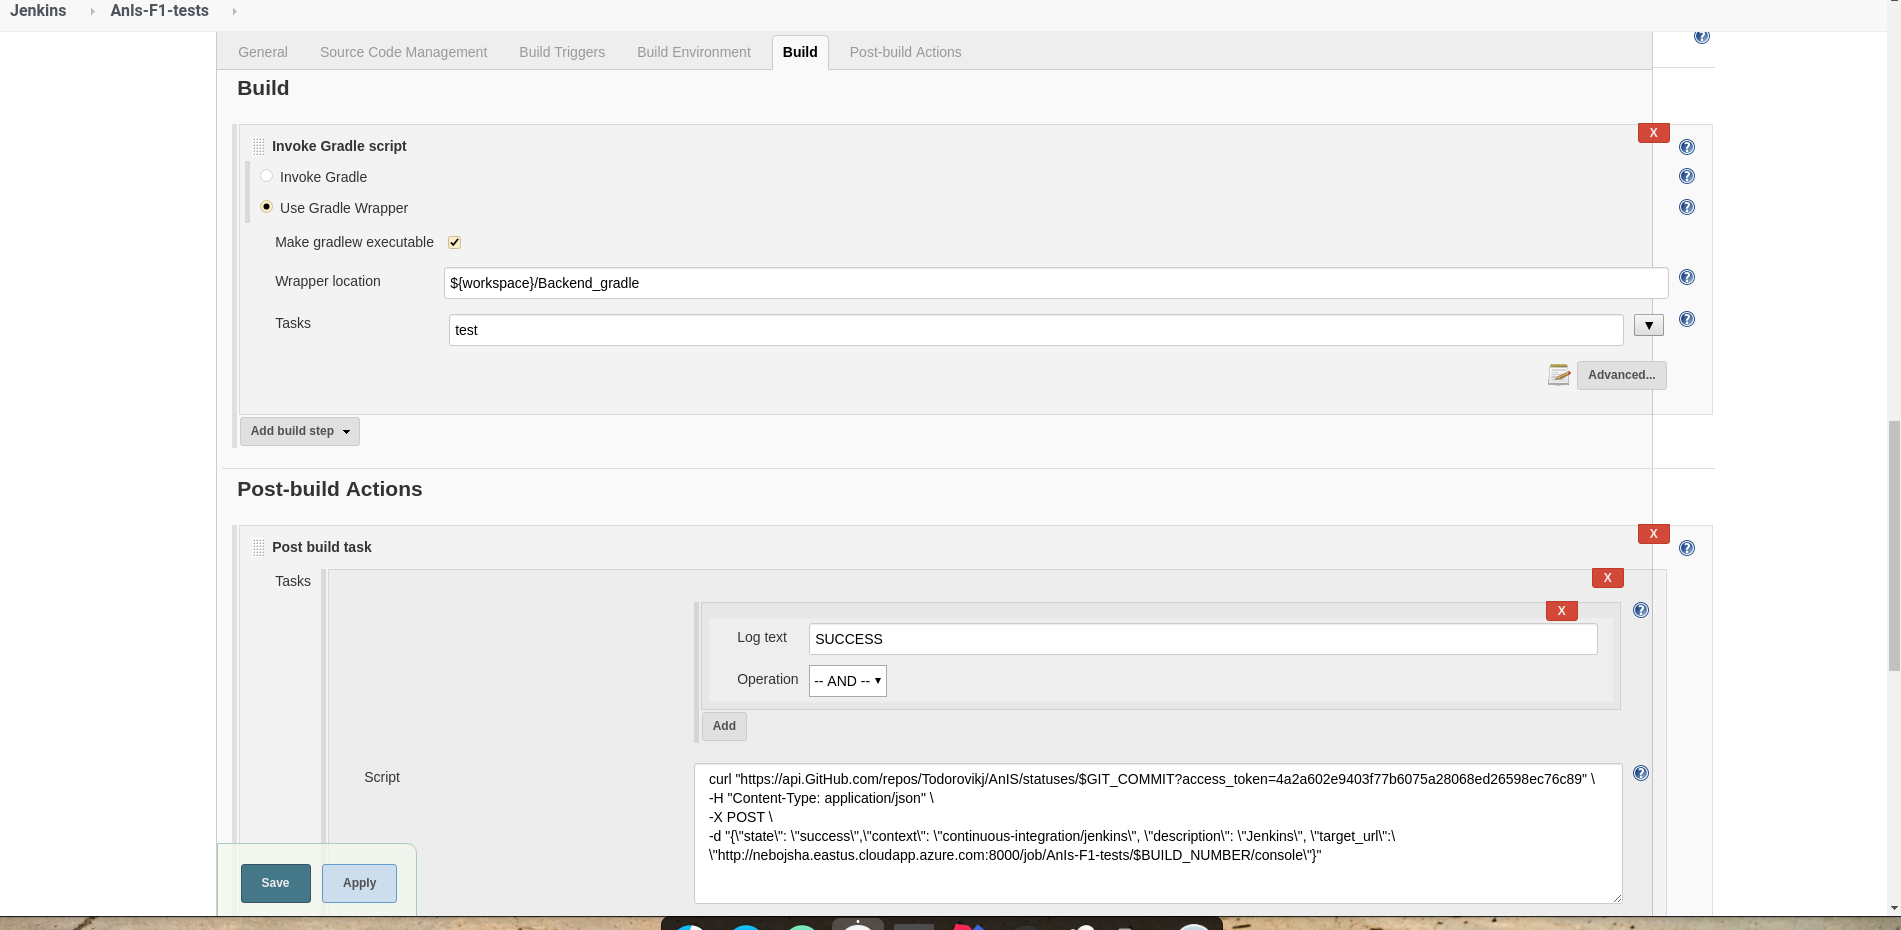 Jenkins AnIs-F1-tests
General Source Code Management Build Triggers Build Environment Build Post-build Actions
Build
X
Invoke Gradle script
Invoke Gradle
Use Gradle Wrapper
Make gradlew executable
Wrapper location ${workspace}/Backend_gradle
Tasks test
Advanced...
Add build step
Post-build Actions
X
Post build task
Tasks
X
X
Log text SUCCESS
Operation -- AND --
Add
Script
curl "https://api.GitHub.com/repos/Todorovikj/AnIS/statuses/$GIT_COMMIT?access_token=4a2a602e9403f77b6075a28068ed26598ec76c89" \
-H "Content-Type: application/json" \
-X POST \
-d "{\"state\": \"success\",\"context\": \"continuous-integration/jenkins\", \"description\": \"Jenkins\", \"target_url\":\
\"http://nebojsha.eastus.cloudapp.azure.com:8000/job/AnIs-F1-tests/$BUILD_NUMBER/console\"}"
Save Apply